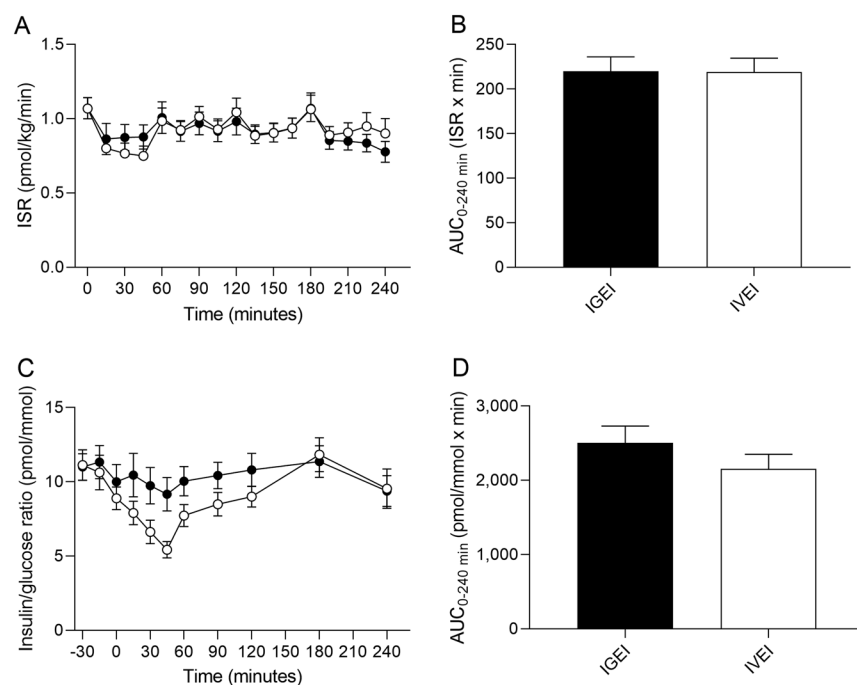 A
ISR (pmol/kg/min)
1.5
1.0
0.5
0.0
0 30 60 90 120 150 180 210 240
Time (minutes)
B
AUC0-240 min (ISR x min)
250
200
150
100
50
0
IGEI
IVEI
C
Insulin/glucose ratio (pmol/mmol)
15
10
5
0
-30 0 30 60 90 120 150 180 210 240
Time (minutes)
D
AUC0-240 min (pmol/mmol x min)
3,000
2,000
1,000
0
IGEI
IVEI